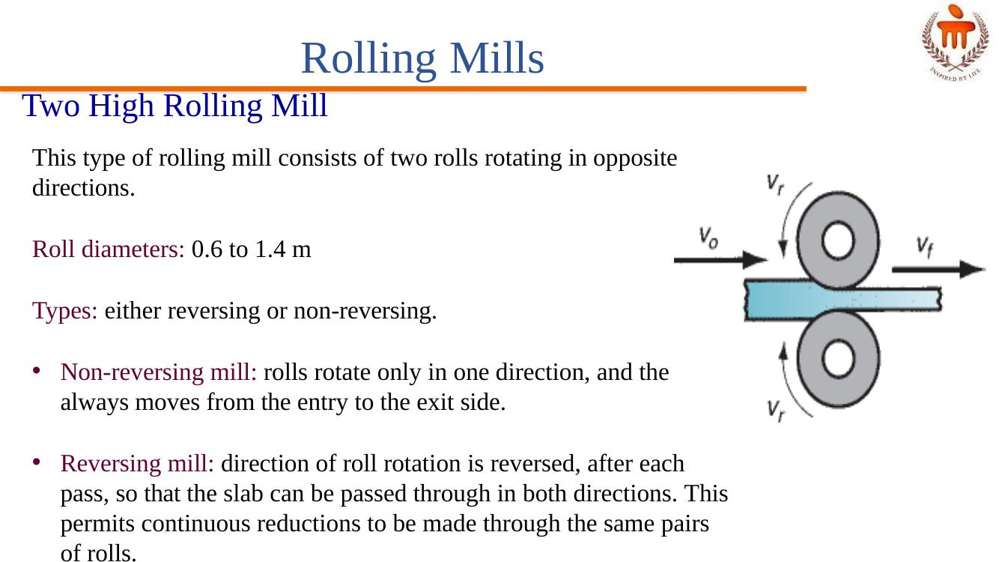 Rolling Mills
INSPIRED BY LIFE
Two High Rolling Mill
This type of rolling mill consists of two rolls rotating in opposite
directions.
Roll diameters: 0.6 to 1.4 m
Types: either reversing or non-reversing.
• Non-reversing mill: rolls rotate only in one direction, and the
always moves from the entry to the exit side.
• Reversing mill: direction of roll rotation is reversed, after each
pass, so that the slab can be passed through in both directions. This
permits continuous reductions to be made through the same pairs
of rolls.
Vr
Vo
Vf
Vr